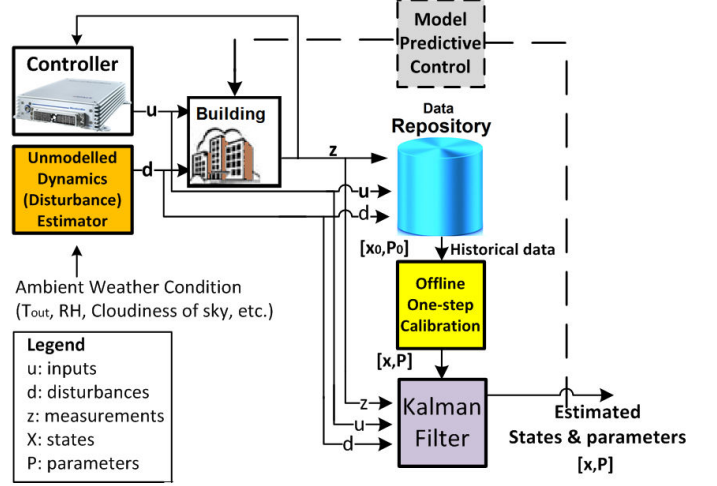 Model
Predictive
Control
Controller
u
Building
Data
Repository
z
Unmodelled
Dynamics
(Disturbance)
Estimator
d
u
d
[x0,P0]
Historical data
Ambient Weather Condition
(Tout, RH, Cloudiness of sky, etc.)
Offline
One-step
Calibration
[x,P]
Legend
u: inputs
d: disturbances
z: measurements
X: states
P: parameters
z
u
d
Kalman
Filter
Estimated
States & parameters
[x,P]